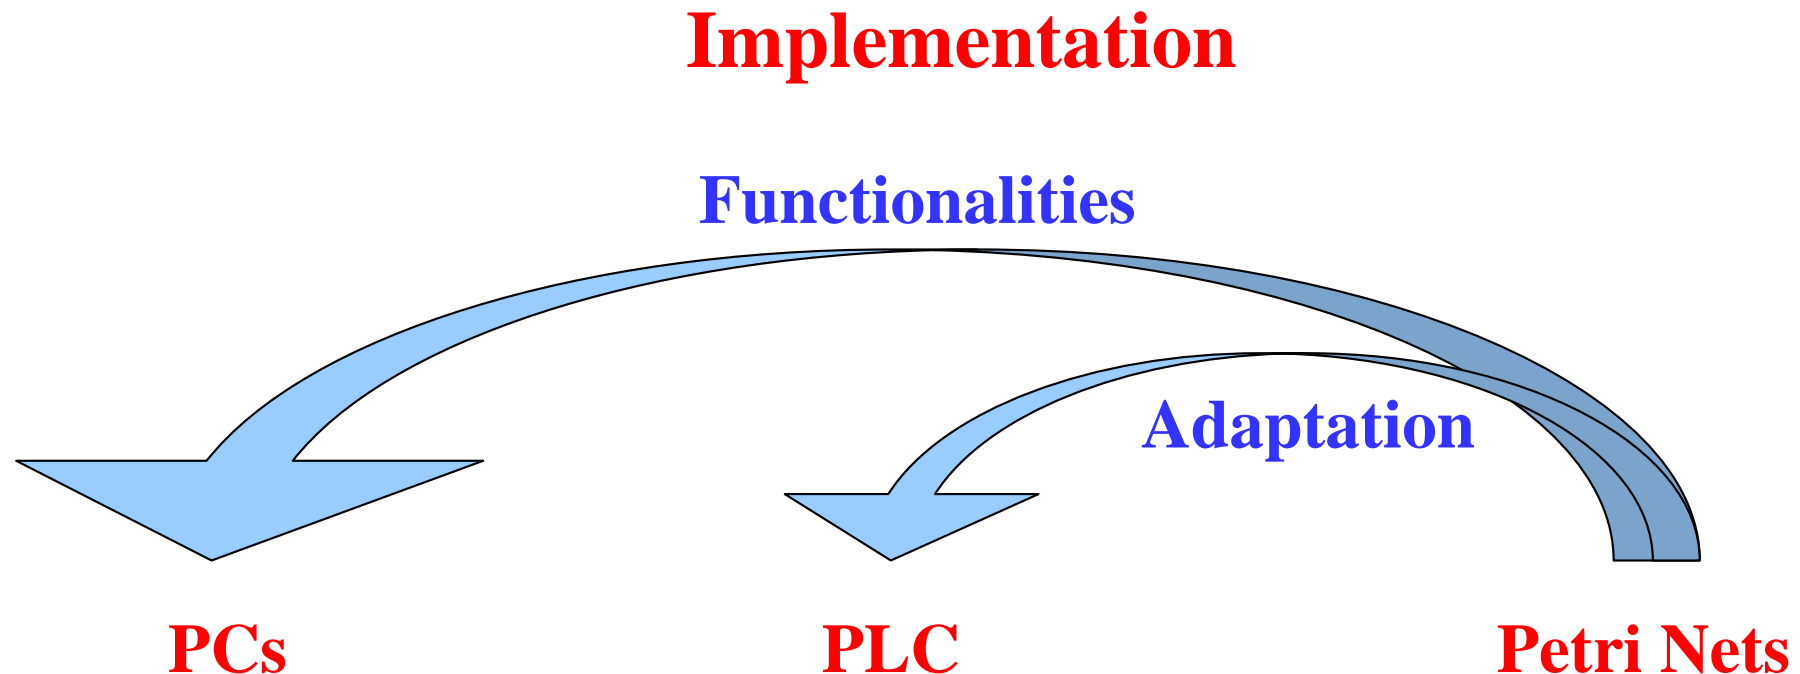 Implementation
Functionalities
Adaptation
PCs
PLC
Petri Nets